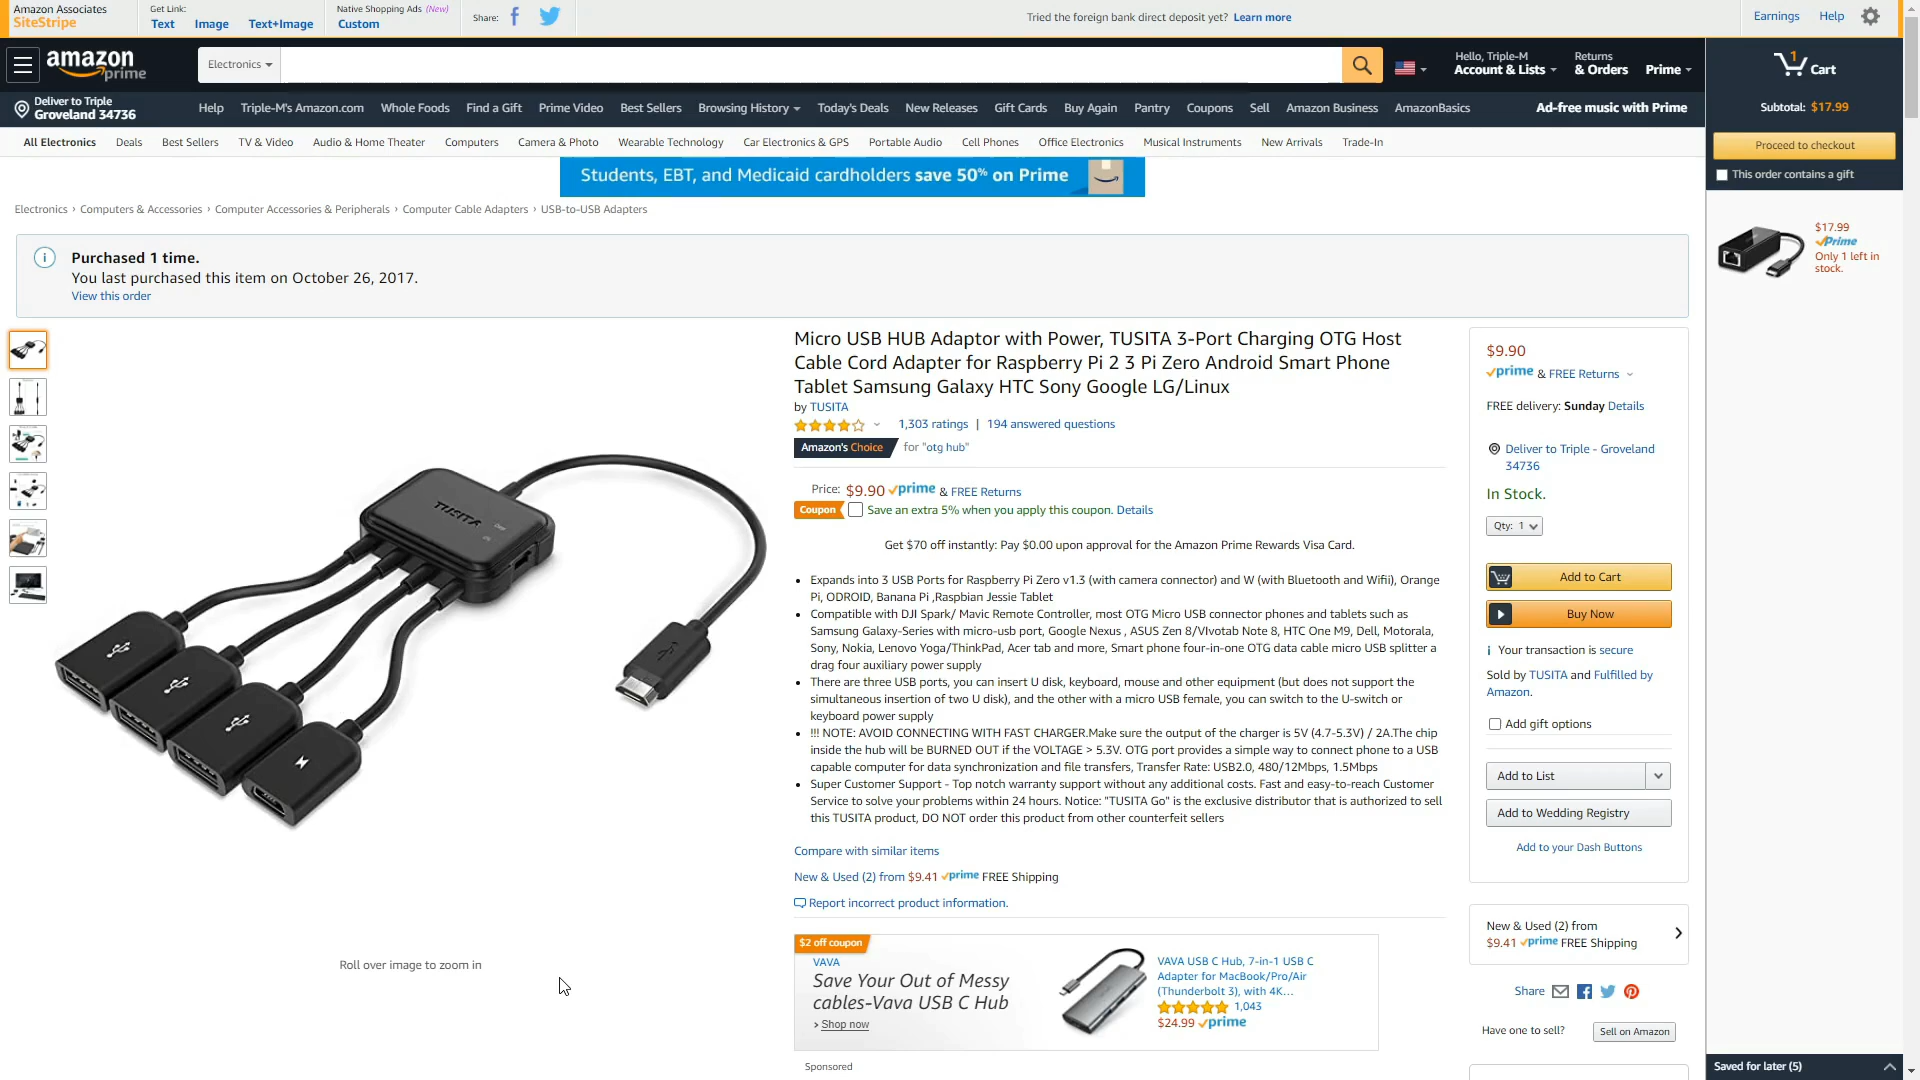 Amazon Associates
SiteStripe
Get Link:
Text Image Text+Image
Native Shopping Ads (New)
Custom
Share:
Tried the foreign bank direct deposit yet? Learn more
Earnings Help
amazon
prime
Electronics
Hello, Triple-M
Account & Lists
Returns
& Orders
Prime
1
Cart
Deliver to Triple
Groveland 34736
Help Triple-M's Amazon.com Whole Foods Find a Gift Prime Video Best Sellers Browsing History Today's Deals New Releases Gift Cards Buy Again Pantry Coupons Sell Amazon Business AmazonBasics
Ad-free music with Prime
Subtotal: $17.99
Proceed to checkout
This order contains a gift
All Electronics Deals Best Sellers TV & Video Audio & Home Theater Computers Camera & Photo Wearable Technology Car Electronics & GPS Portable Audio Cell Phones Office Electronics Musical Instruments New Arrivals Trade-In
Students, EBT, and Medicaid cardholders save 50% on Prime
Electronics › Computers & Accessories › Computer Accessories & Peripherals › Computer Cable Adapters › USB-to-USB Adapters
Purchased 1 time.
You last purchased this item on October 26, 2017.
View this order
$17.99
Prime
Only 1 left in
stock.
TUSITA
Roll over image to zoom in
Micro USB HUB Adaptor with Power, TUSITA 3-Port Charging OTG Host
Cable Cord Adapter for Raspberry Pi 2 3 Pi Zero Android Smart Phone
Tablet Samsung Galaxy HTC Sony Google LG/Linux
by TUSITA
1,303 ratings | 194 answered questions
Amazon's Choice for "otg hub"
Price: $9.90 prime & FREE Returns
Coupon Save an extra 5% when you apply this coupon. Details
Get $70 off instantly: Pay $0.00 upon approval for the Amazon Prime Rewards Visa Card.
• Expands into 3 USB Ports for Raspberry Pi Zero v1.3 (with camera connector) and W (with Bluetooth and Wifii), Orange
Pi, ODROID, Banana Pi ,Raspbian Jessie Tablet
• Compatible with DJI Spark/ Mavic Remote Controller, most OTG Micro USB connector phones and tablets such as
Samsung Galaxy-Series with micro-usb port, Google Nexus , ASUS Zen 8/VIvotab Note 8, HTC One M9, Dell, Motorala,
Sony, Nokia, Lenovo Yoga/ThinkPad, Acer tab and more, Smart phone four-in-one OTG data cable micro USB splitter a
drag four auxiliary power supply
• There are three USB ports, you can insert U disk, keyboard, mouse and other equipment (but does not support the
simultaneous insertion of two U disk), and the other with a micro USB female, you can switch to the U-switch or
keyboard power supply
• !!! NOTE: AVOID CONNECTING WITH FAST CHARGER.Make sure the output of the charger is 5V (4.7-5.3V) / 2A.The chip
inside the hub will be BURNED OUT if the VOLTAGE > 5.3V. OTG port provides a simple way to connect phone to a USB
capable computer for data synchronization and file transfers, Transfer Rate: USB2.0, 480/12Mbps, 1.5Mbps
• Super Customer Support - Top notch warranty support without any additional costs. Fast and easy-to-reach Customer
Service to solve your problems within 24 hours. Notice: "TUSITA Go" is the exclusive distributor that is authorized to sell
this TUSITA product, DO NOT order this product from other counterfeit sellers
Compare with similar items
New & Used (2) from $9.41 prime FREE Shipping
Report incorrect product information.
$2 off coupon
VAVA
Save Your Out of Messy
cables-Vava USB C Hub
› Shop now
VAVA USB C Hub, 7-in-1 USB C
Adapter for MacBook/Pro/Air
(Thunderbolt 3), with 4K...
1,043
$24.99 prime
Sponsored
$9.90
prime & FREE Returns
FREE delivery: Sunday Details
Deliver to Triple - Groveland
34736
In Stock.
Qty: 1
Add to Cart
Buy Now
Your transaction is secure
Sold by TUSITA and Fulfilled by
Amazon.
Add gift options
Add to List
Add to Wedding Registry
Add to your Dash Buttons
New & Used (2) from
$9.41 prime FREE Shipping
Share
Have one to sell? Sell on Amazon
Saved for later (5)